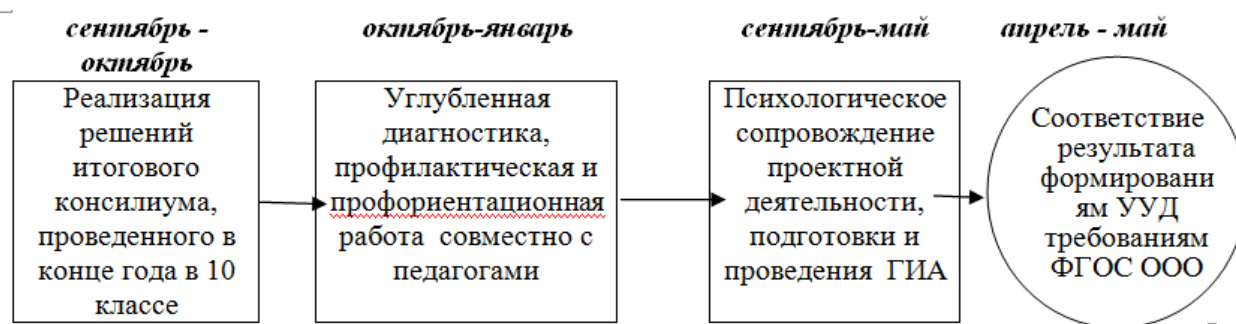 сентябрь -
октябрь
октябрь-январь
сентябрь-май
апрель - май
Реализация
решений
итогового
консилиума,
проведенного в
конце года в 10
классе
Углубленная
диагностика,
профилактическая и
профориентационная
работа совместно с
педагогами
Психологическое
сопровождение
проектной
деятельности,
подготовки и
проведения ГИА
Соответствие
результата
формировани
ям УУД
требованиям
ФГОС ООО